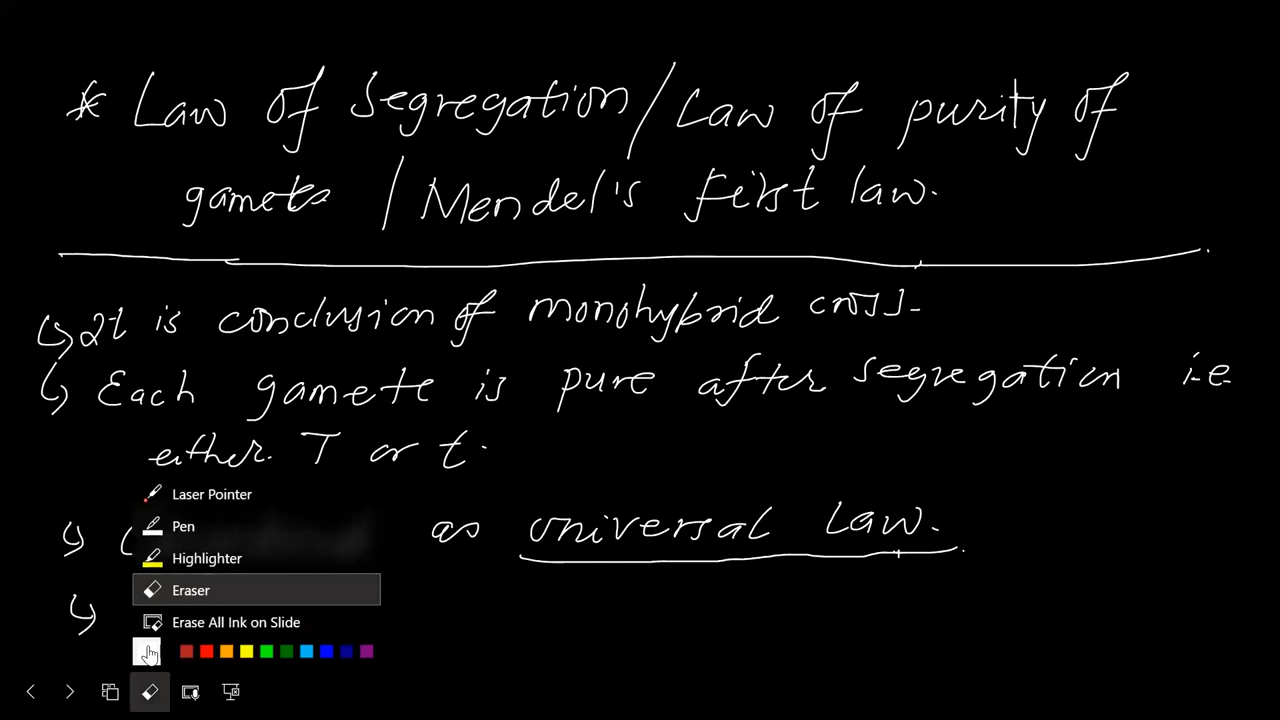 * Law of Segregation/Law of purity of
gametes / Mendel's first law.
↳ It is conclusion of monohybrid cross.
↳ Each gamete is pure after segregation i.e
either T or t.
Laser Pointer
Pen
↳ as universal law.
Highlighter
Eraser
↳
Erase All Ink on Slide